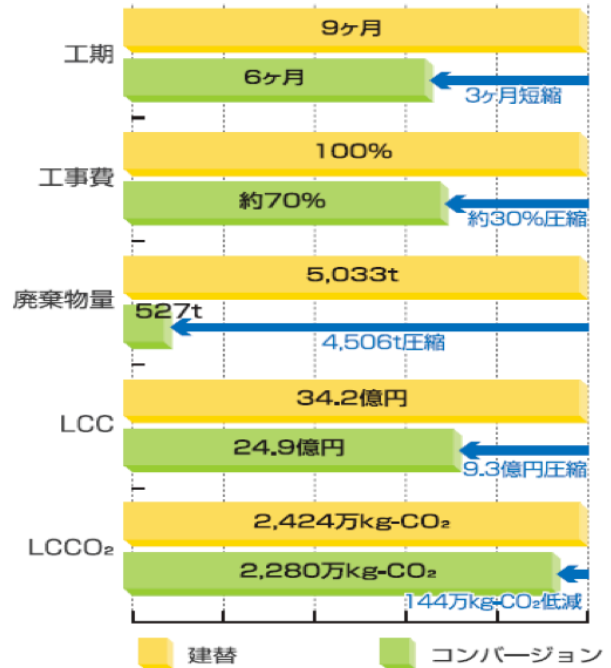 9ヶ月
工期
6ヶ月
3ヶ月短縮
100%
工事費
約70%
約30%圧縮
5,033t
廃棄物量
527t
4,506t圧縮
34.2億円
LCC
24.9億円
9.3億円圧縮
2,424万kg-CO₂
LCCO₂
2,280万kg-CO₂
144万kg-CO₂低減
建替
コンバージョン